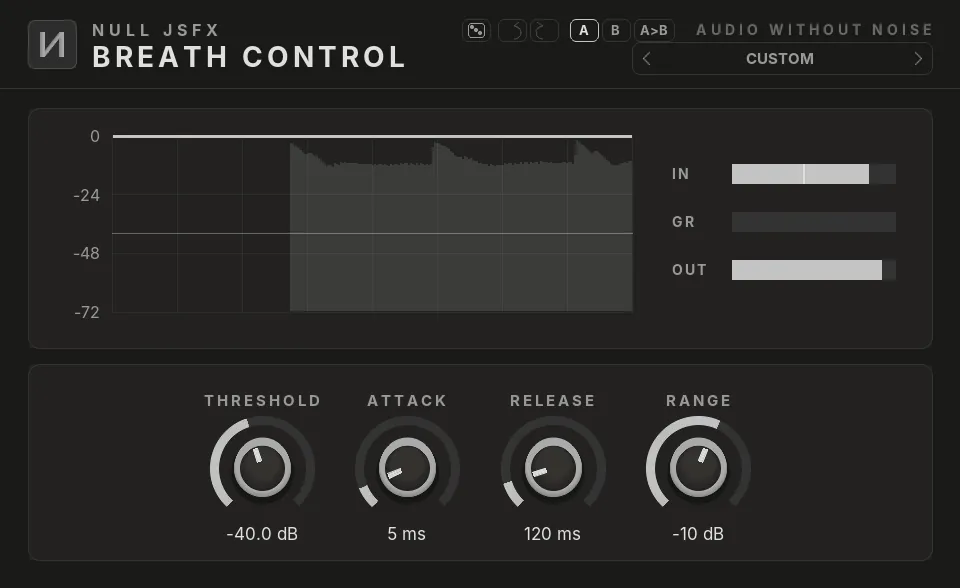 NULL JSFX
BREATH CONTROL
A B A>B
AUDIO WITHOUT NOISE
CUSTOM
0
-24
-48
-72
IN
GR
OUT
THRESHOLD ATTACK RELEASE RANGE
-40.0 dB 5 ms 120 ms -10 dB